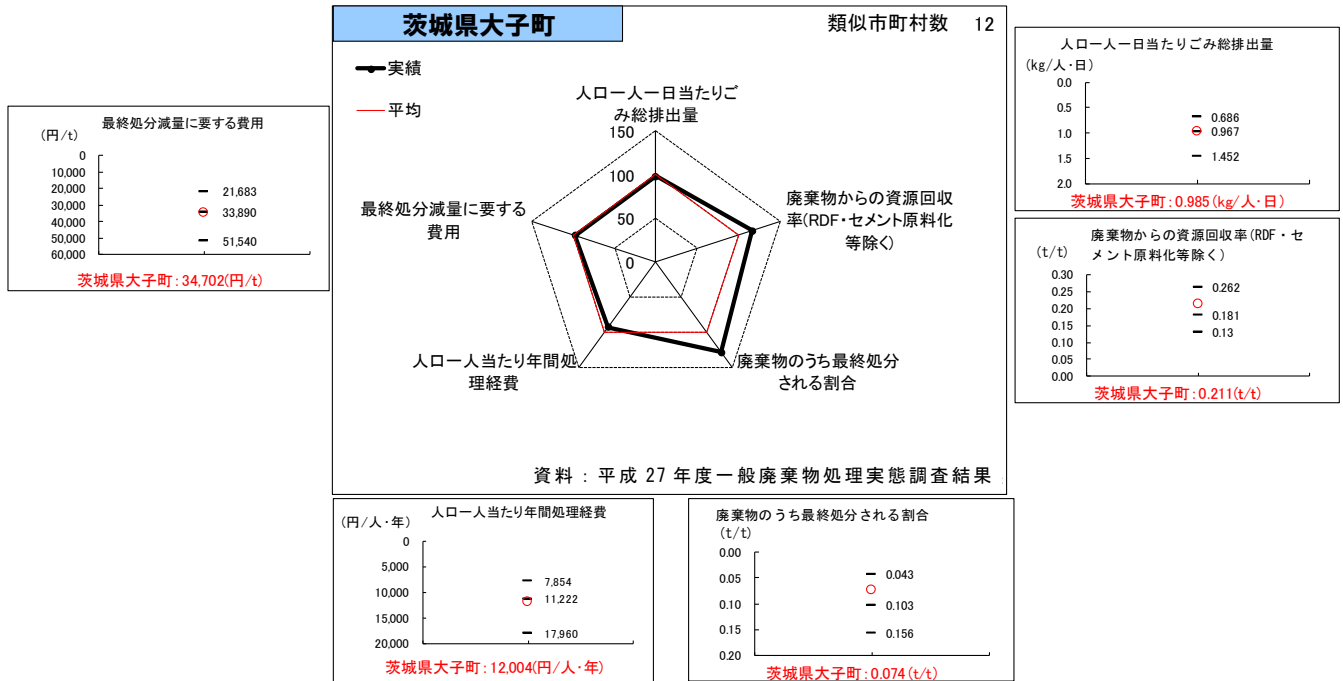 茨城県大子町
類似市町村数 12
実績
平均
人口一人一日当たりご
み総排出量
廃棄物からの資源回収
率(RDF・セメント原料化
等除く)
廃棄物のうち最終処分
される割合
人口一人当たり年間処
理経費
最終処分減量に要する
費用
150
100
50
0
資料:平成27年度一般廃棄物処理実態調査結果
最終処分減量に要する費用
(円/t)
0
10,000
20,000
30,000
40,000
50,000
60,000
21,683
33,890
51,540
茨城県大子町:34,702(円/t)
人口一人一日当たりごみ総排出量
(kg/人・日)
0.0
0.5
1.0
1.5
2.0
0.686
0.967
1.452
茨城県大子町:0.985(kg/人・日)
廃棄物からの資源回収率(RDF・セ
メント原料化等除く)
(t/t)
0.30
0.25
0.20
0.15
0.10
0.05
0.00
0.262
0.181
0.13
茨城県大子町:0.211(t/t)
人口一人当たり年間処理経費
(円/人・年)
0
5,000
10,000
15,000
20,000
7,854
11,222
17,960
茨城県大子町:12,004(円/人・年)
廃棄物のうち最終処分される割合
(t/t)
0.00
0.05
0.10
0.15
0.20
0.043
0.103
0.156
茨城県大子町:0.074(t/t)